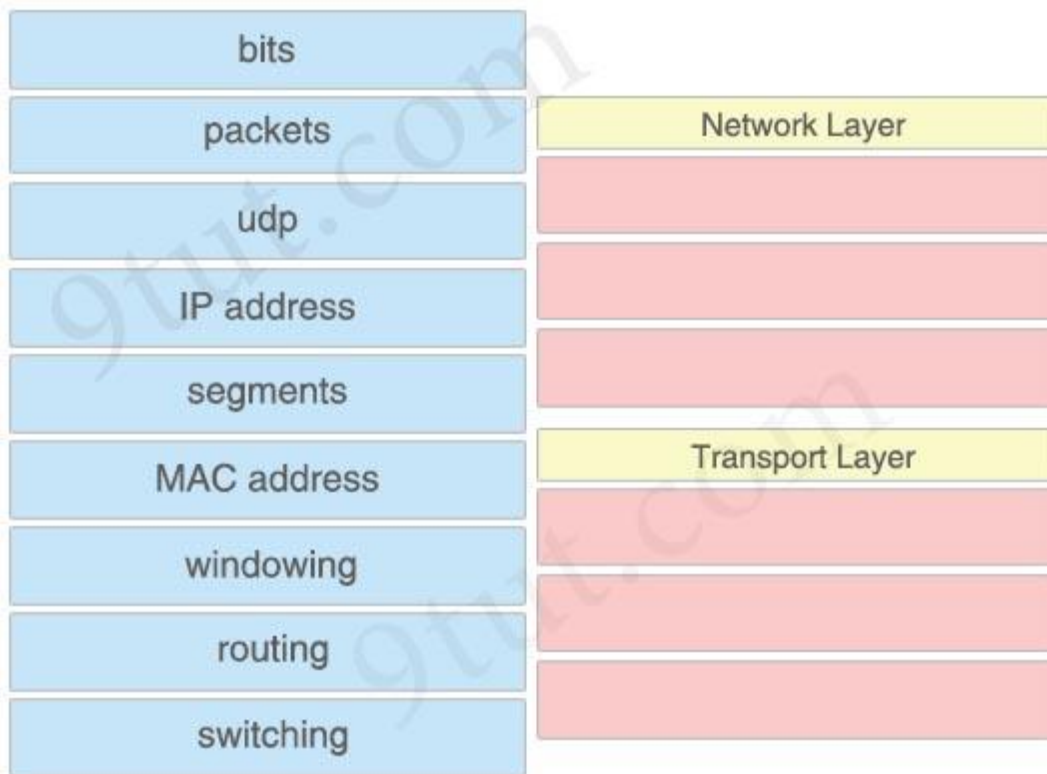 bits
packets
udp
IP address
segments
MAC address
windowing
routing
switching
Network Layer
Transport Layer
9tut.com
9tut.com